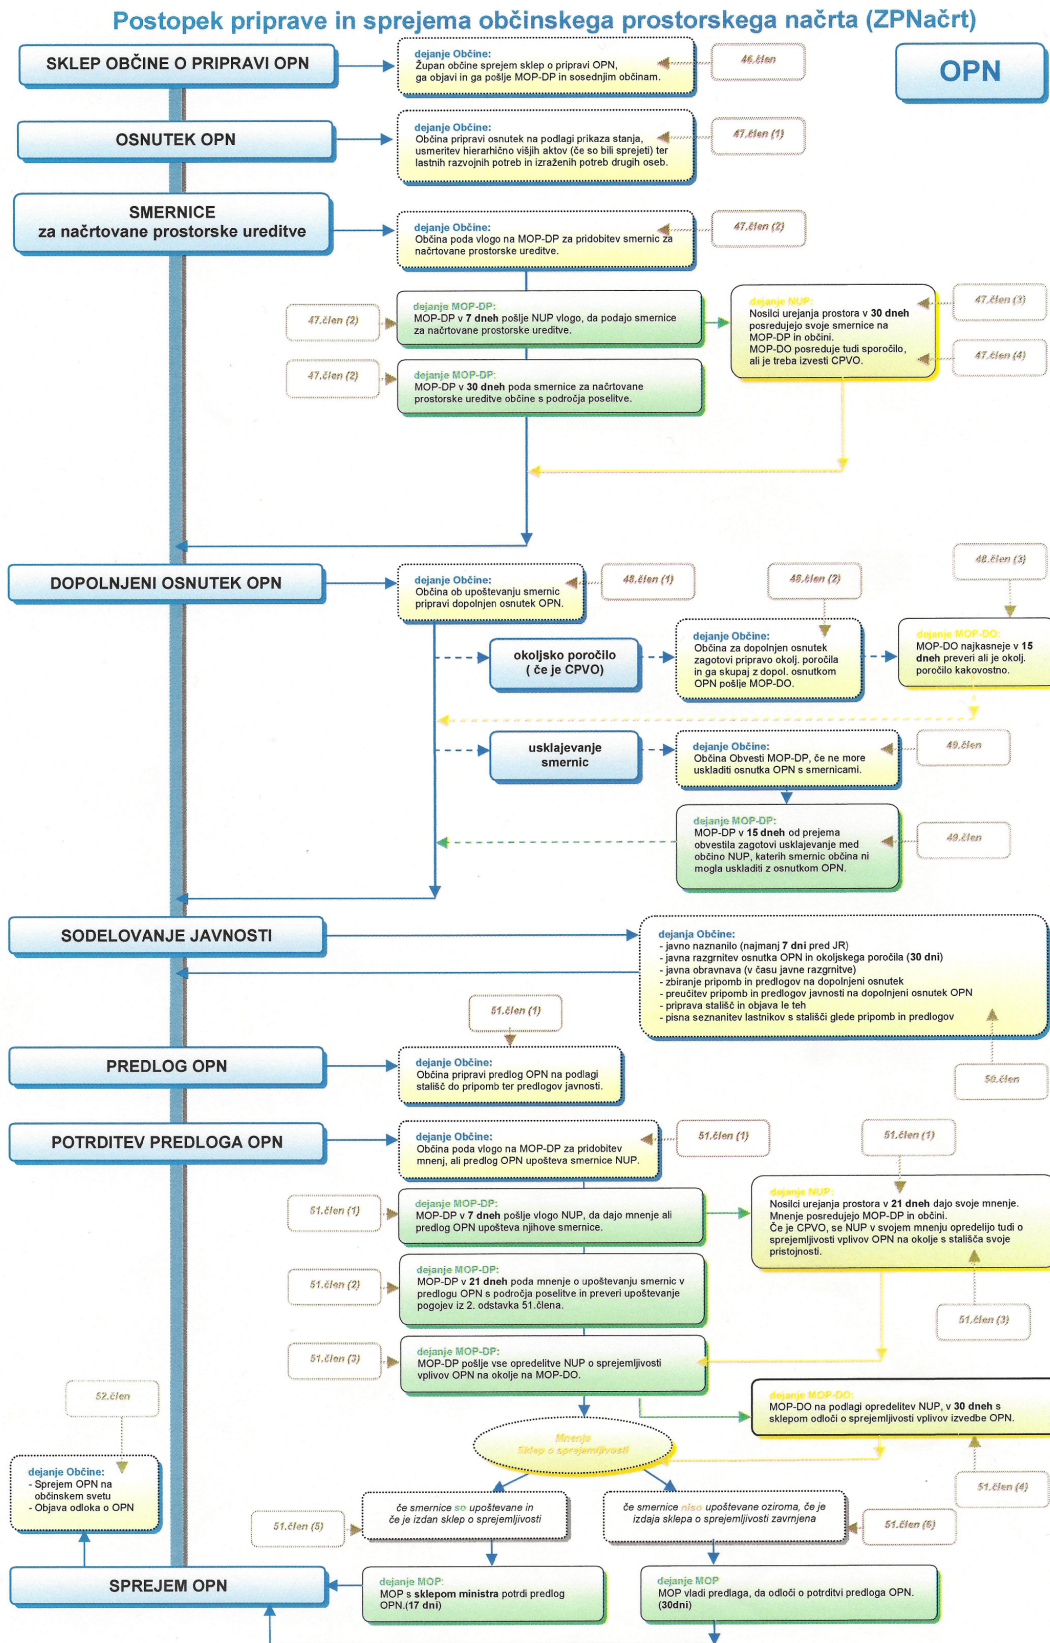 Postopek priprave in sprejema občinskega prostorskega načrta (ZPNačrt)
OPN
SKLEP OBČINE O PRIPRAVI OPN
dejanje Občine:
Župan občine sprejem sklep o pripravi OPN,
ga objavi in ga pošlje MOP-DP in sosednjim občinam.
46.člen
OSNUTEK OPN
dejanje Občine:
Občina pripravi osnutek na podlagi prikaza stanja,
usmeritev hierarhično višjih aktov (če so bili sprejeti) ter
lastnih razvojnih potreb in izraženih potreb drugih oseb.
47.člen (1)
SMERNICE
za načrtovane prostorske ureditve
dejanje Občine:
Občina poda vlogo na MOP-DP za pridobitev smernic za
načrtovane prostorske ureditve.
47.člen (2)
47.člen (2)
dejanje MOP-DP:
MOP-DP v 7 dneh pošlje NUP vlogo, da podajo smernice
za načrtovane prostorske ureditve.
dejanje NUP:
Nosilci urejanja prostora v 30 dneh
posredujejo svoje smernice na
MOP-DP in občini.
MOP-DO posreduje tudi sporočilo,
ali je treba izvesti CPVO.
47.člen (3)
47.člen (4)
47.člen (2)
dejanje MOP-DP:
MOP-DP v 30 dneh poda smernice za načrtovane
prostorske ureditve občine s področja poselitve.
DOPOLNJENI OSNUTEK OPN
dejanje Občine:
Občina ob upoštevanju smernic
pripravi dopolnjen osnutek OPN.
48.člen (1)
48.člen (2)
48.člen (3)
okoljsko poročilo
( če je CPVO)
dejanje Občine:
Občina za dopolnjen osnutek
zagotovi pripravo okolj. poročila
in ga skupaj z dopol. osnutkom
OPN pošlje MOP-DO.
dejanje MOP-DO:
MOP-DO najkasneje v 15
dneh preveri ali je okolj.
poročilo kakovostno.
usklajevanje
smernic
dejanje Občine:
Občina Obvesti MOP-DP, če ne more
uskladiti osnutka OPN s smernicami.
49.člen
dejanje MOP-DP:
MOP-DP v 15 dneh od prejema
obvestila zagotovi usklajevanje med
občino NUP, katerih smernic občina ni
mogla uskladiti z osnutkom OPN.
49.člen
SODELOVANJE JAVNOSTI
dejanja Občine:
- javno naznanilo (najmanj 7 dni pred JR)
- javna razgrnitev osnutka OPN in okoljskega poročila (30 dni)
- javna obravnava (v času javne razgrnitve)
- zbiranje pripomb in predlogov na dopolnjeni osnutek
- preučitev pripomb in predlogov javnosti na dopolnjeni osnutek OPN
- priprava stališč in objava le teh
- pisna seznanitev lastnikov s stališči glede pripomb in predlogov
50.člen
51.člen (1)
PREDLOG OPN
dejanje Občine:
Občina pripravi predlog OPN na podlagi
stališč do pripomb ter predlogov javnosti.
POTRDITEV PREDLOGA OPN
dejanje Občine:
Občina poda vlogo na MOP-DP za pridobitev
mnenj, ali predlog OPN upošteva smernice NUP.
51.člen (1)
51.člen (1)
51.člen (1)
dejanje MOP-DP:
MOP-DP v 7 dneh pošlje vlogo NUP, da dajo mnenje ali
predlog OPN upošteva njihove smernice.
dejanje NUP:
Nosilci urejanja prostora v 21 dneh dajo svoje mnenje.
Mnenje posredujejo MOP-DP in občini.
Če je CPVO, se NUP v svojem mnenju opredelijo tudi o
sprejemljivosti vplivov OPN na okolje s stališča svoje
pristojnosti.
51.člen (2)
dejanje MOP-DP:
MOP-DP v 21 dneh poda mnenje o upoštevanju smernic v
predlogu OPN s področja poselitve in preveri upoštevanje
pogojev iz 2. odstavka 51.člena.
51.člen (3)
51.člen (3)
dejanje MOP-DP:
MOP-DP pošlje vse opredelitve NUP o sprejemljivosti
vplivov OPN na okolje na MOP-DO.
dejanje MOP-DO:
MOP-DO na podlagi opredelitev NUP, v 30 dneh s
sklepom odloči o sprejemljivosti vplivov izvedbe OPN.
51.člen (4)
Mnenja
Sklep o sprejemljivosti
52.člen
dejanje Občine:
- Sprejem OPN na
občinskem svetu
- Objava odloka o OPN
51.člen (5)
če smernice so upoštevane in
če je izdan sklep o sprejemljivosti
če smernice niso upoštevane oziroma, če je
izdaja sklepa o sprejemljivosti zavrnjena
51.člen (6)
SPREJEM OPN
dejanje MOP:
MOP s sklepom ministra potrdi predlog
OPN.(17 dni)
dejanje MOP
MOP vladi predlaga, da odloči o potrditvi predloga OPN.
(30dni)